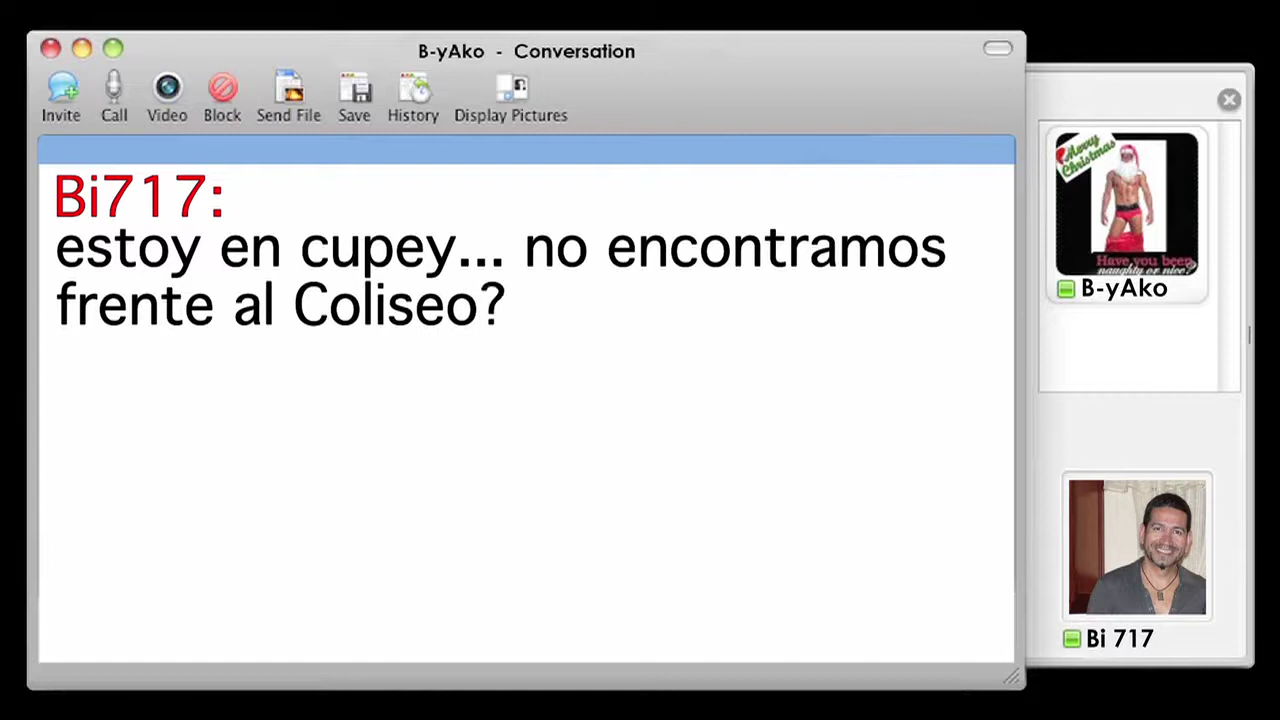 B-yAko - Conversation
Invite Call Video Block Send File Save History Display Pictures
Bi717:
estoy en cupey... no encontramos
frente al Coliseo?
Merry
Christmas
Have you been
naughty or nice?
B-yAko
Bi 717